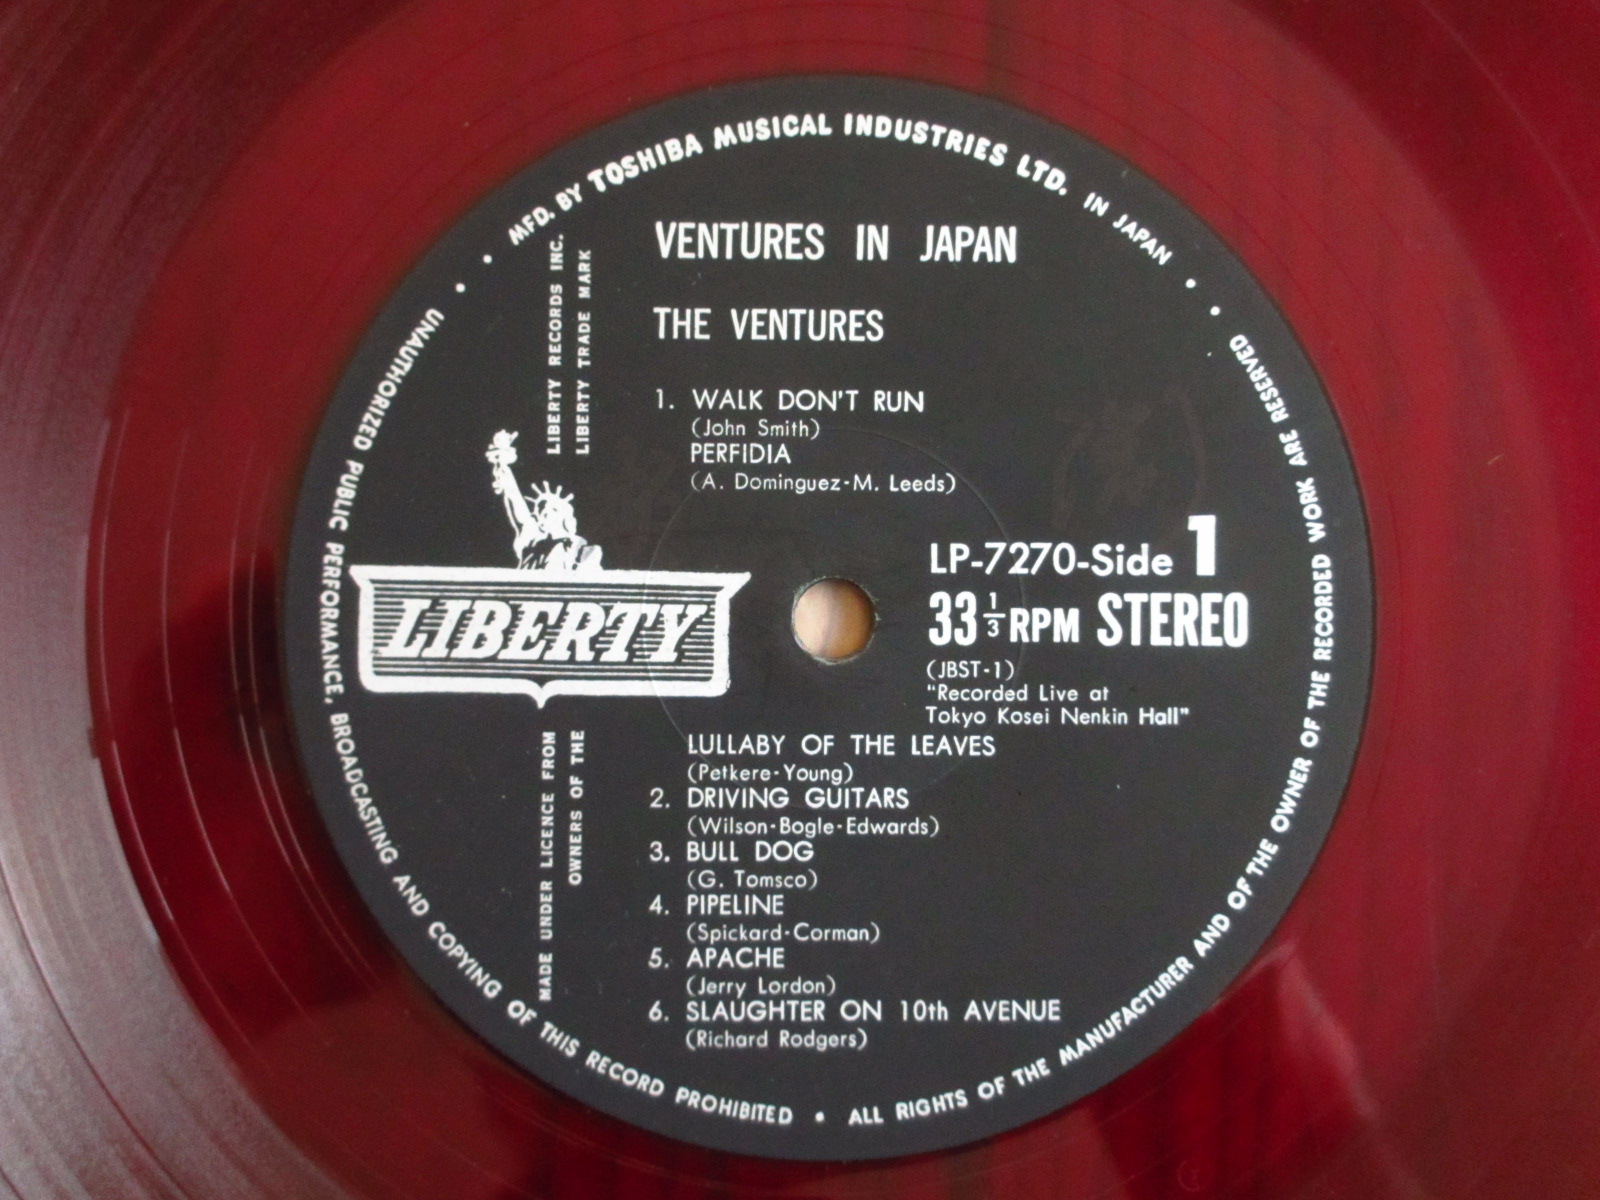 MFD. BY TOSHIBA MUSICAL INDUSTRIES LTD. IN JAPAN
VENTURES IN JAPAN
THE VENTURES
LIBERTY RECORDS INC.
LIBERTY TRADE MARK
1. WALK DON'T RUN
(John Smith)
PERFIDIA
(A. Dominguez-M. Leeds)
LP-7270-Side 1
33 1/3 RPM STEREO
(JBST-1)
"Recorded Live at
Tokyo Kosei Nenkin Hall"
LIBERTY
LULLABY OF THE LEAVES
(Petkere-Young)
2. DRIVING GUITARS
(Wilson-Bogle-Edwards)
3. BULL DOG
(G. Tomsco)
4. PIPELINE
(Spickard-Corman)
5. APACHE
(Jerry Lordon)
6. SLAUGHTER ON 10th AVENUE
(Richard Rodgers)
MADE UNDER LICENCE FROM
OWNERS OF THE
UNAUTHORIZED PUBLIC PERFORMANCE, BROADCASTING AND COPYING OF THIS RECORD PROHIBITED • ALL RIGHTS OF THE MANUFACTURER AND OF THE OWNER OF THE RECORDED WORK ARE RESERVED